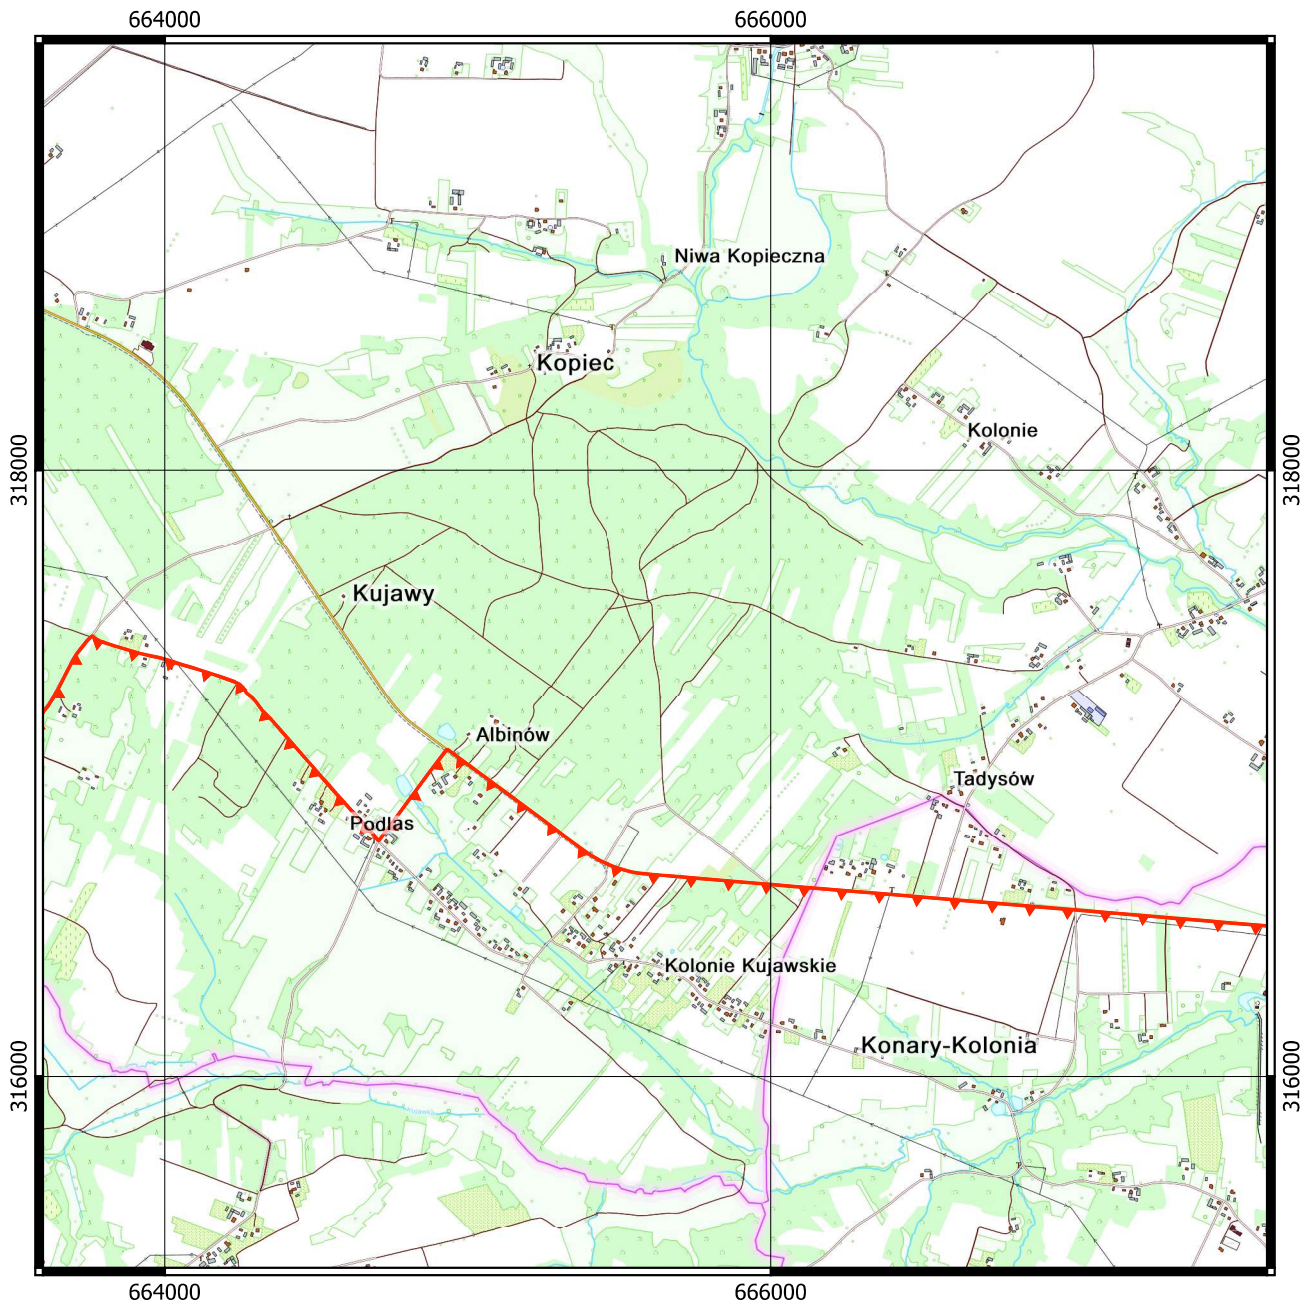 664000
666000
Niwa Kopieczna
Kopiec
Kolonie
318000
318000
Kujawy
Albinów
Tadysów
Podlas
Kolonie Kujawskie
Konary-Kolonia
316000
316000
664000
666000